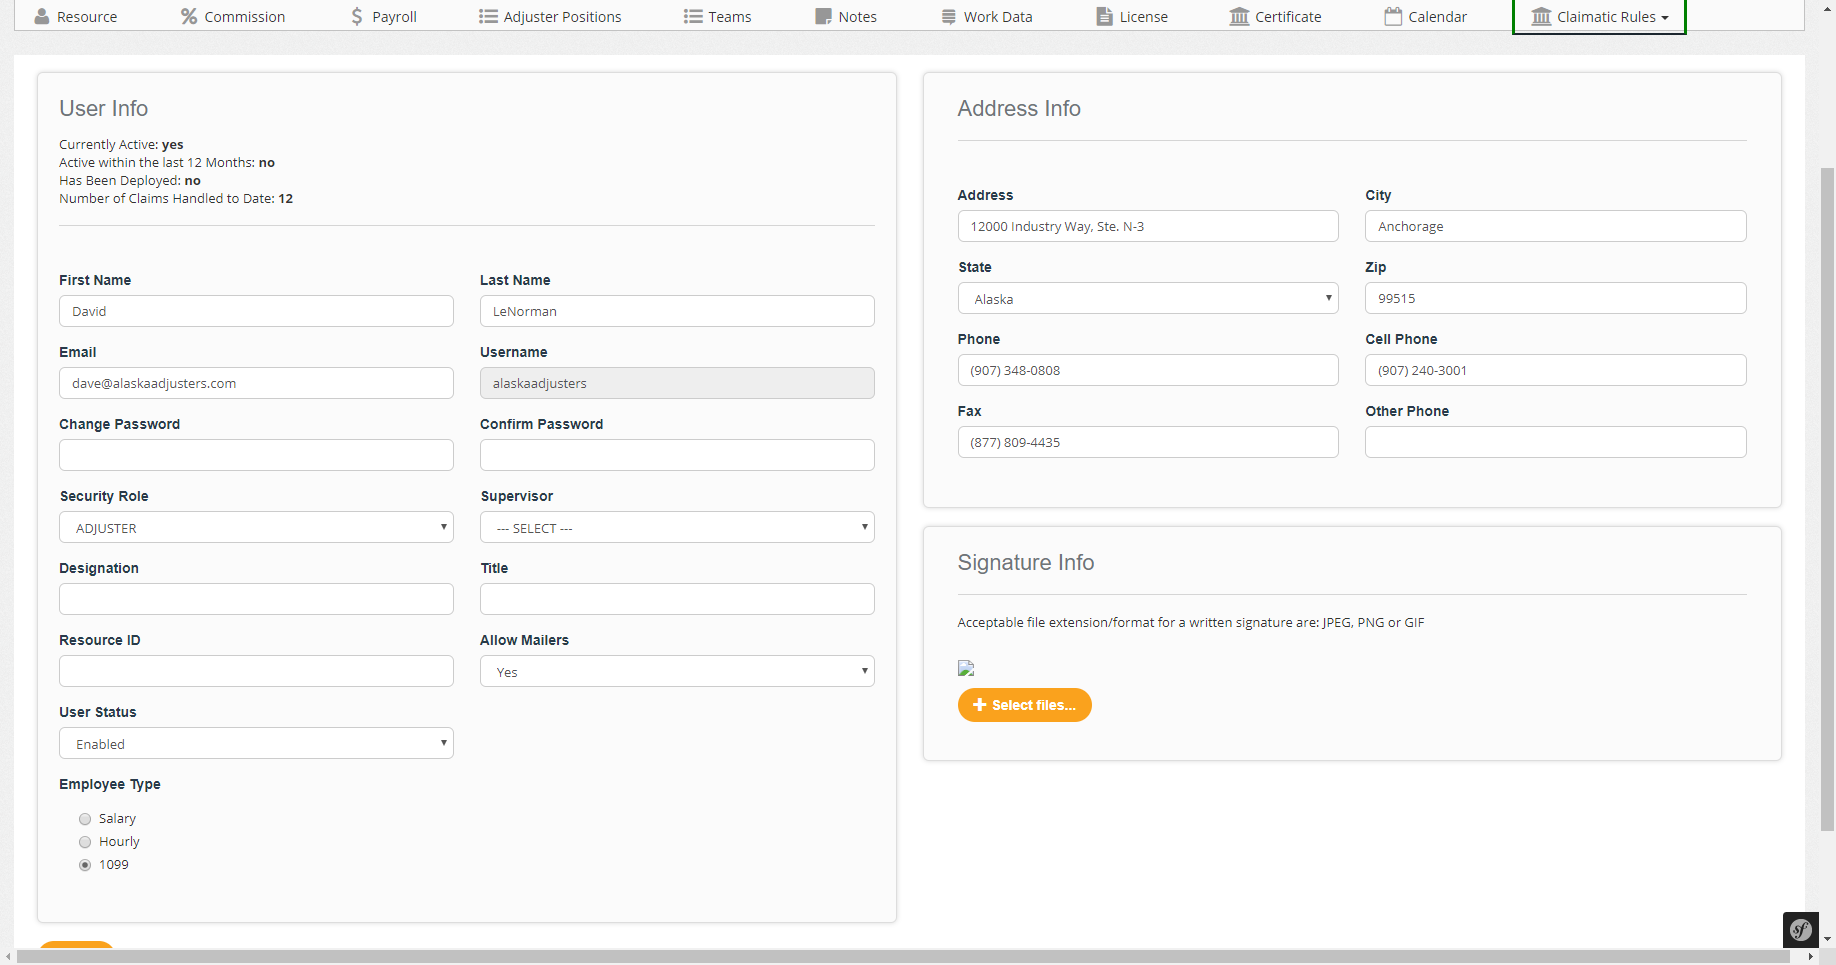 Resource Commission Payroll Adjuster Positions Teams Notes Work Data License Certificate Calendar Claimatic Rules
User Info
Currently Active: yes
Active within the last 12 Months: no
Has Been Deployed: no
Number of Claims Handled to Date: 12
First Name Last Name
David LeNorman
Email Username
dave@alaskaadjusters.com alaskaadjusters
Change Password Confirm Password
Security Role Supervisor
ADJUSTER --- SELECT ---
Designation Title
Resource ID Allow Mailers
Yes
User Status
Enabled
Employee Type
Salary
Hourly
1099
Address Info
Address City
12000 Industry Way, Ste. N-3 Anchorage
State Zip
Alaska 99515
Phone Cell Phone
(907) 348-0808 (907) 240-3001
Fax Other Phone
(877) 809-4435
Signature Info
Acceptable file extension/format for a written signature are: JPEG, PNG or GIF
Select files...
sf